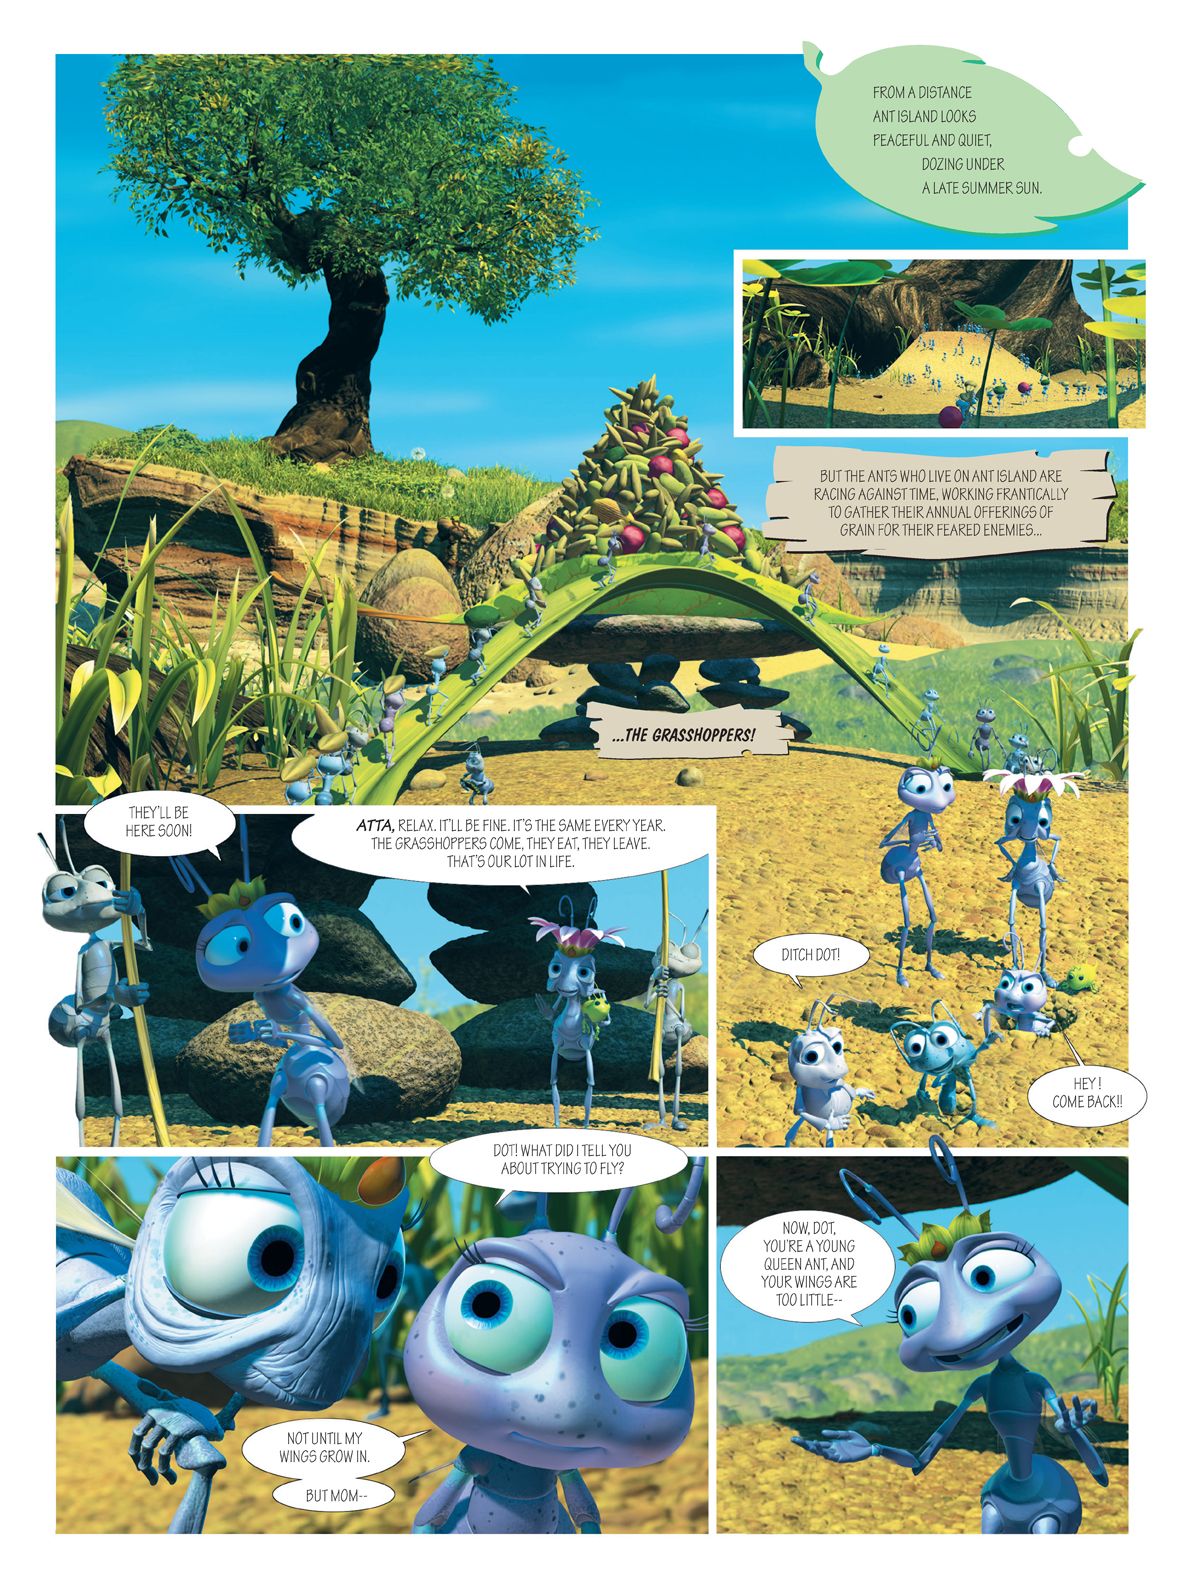 FROM A DISTANCE
ANT ISLAND LOOKS
PEACEFUL AND QUIET,
DOZING UNDER
A LATE SUMMER SUN.
BUT THE ANTS WHO LIVE ON ANT ISLAND ARE
RACING AGAINST TIME, WORKING FRANTICALLY
TO GATHER THEIR ANNUAL OFFERINGS OF
GRAIN FOR THEIR FEARED ENEMIES...
...THE GRASSHOPPERS!
THEY'LL BE
HERE SOON!
ATTA, RELAX. IT'LL BE FINE. IT'S THE SAME EVERY YEAR.
THE GRASSHOPPERS COME, THEY EAT, THEY LEAVE.
THAT'S OUR LOT IN LIFE.
DITCH DOT!
HEY!
COME BACK!!
DOT! WHAT DID I TELL YOU
ABOUT TRYING TO FLY?
NOT UNTIL MY
WINGS GROW IN.
BUT MOM--
NOW, DOT,
YOU'RE A YOUNG
QUEEN ANT, AND
YOUR WINGS ARE
TOO LITTLE--